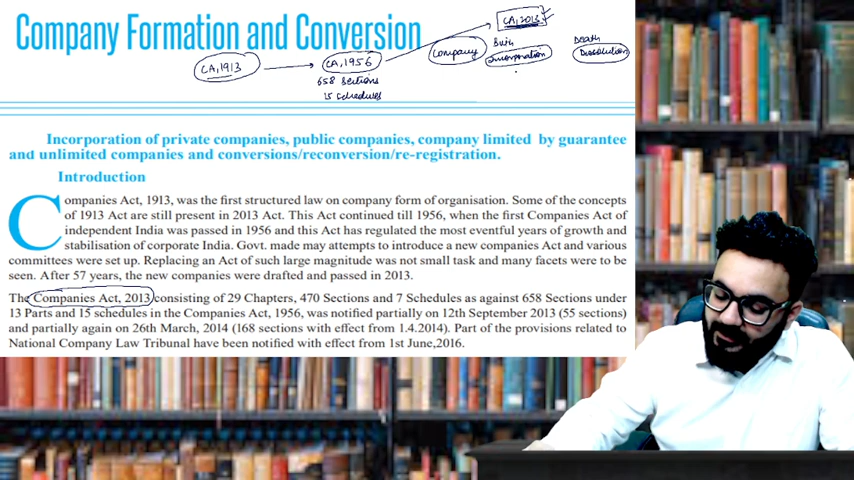 Company Formation and Conversion
CA, 1913
CA, 1956
658 Sections
15 Schedules
Company
CA, 2013
Birth
Incorporation
Death
Dissolution
Incorporation of private companies, public companies, company limited by guarantee
and unlimited companies and conversions/reconversion/re-registration.
Introduction
Companies Act, 1913, was the first structured law on company form of organisation. Some of the concepts
of 1913 Act are still present in 2013 Act. This Act continued till 1956, when the first Companies Act of
independent India was passed in 1956 and this Act has regulated the most eventful years of growth and
stabilisation of corporate India. Govt. made may attempts to introduce a new companies Act and various
committees were set up. Replacing an Act of such large magnitude was not small task and many facets were to be
seen. After 57 years, the new companies were drafted and passed in 2013.
The Companies Act, 2013 consisting of 29 Chapters, 470 Sections and 7 Schedules as against 658 Sections under
13 Parts and 15 schedules in the Companies Act, 1956, was notified partially on 12th September 2013 (55 sections)
and partially again on 26th March, 2014 (168 sections with effect from 1.4.2014). Part of the provisions related to
National Company Law Tribunal have been notified with effect from 1st June,2016.